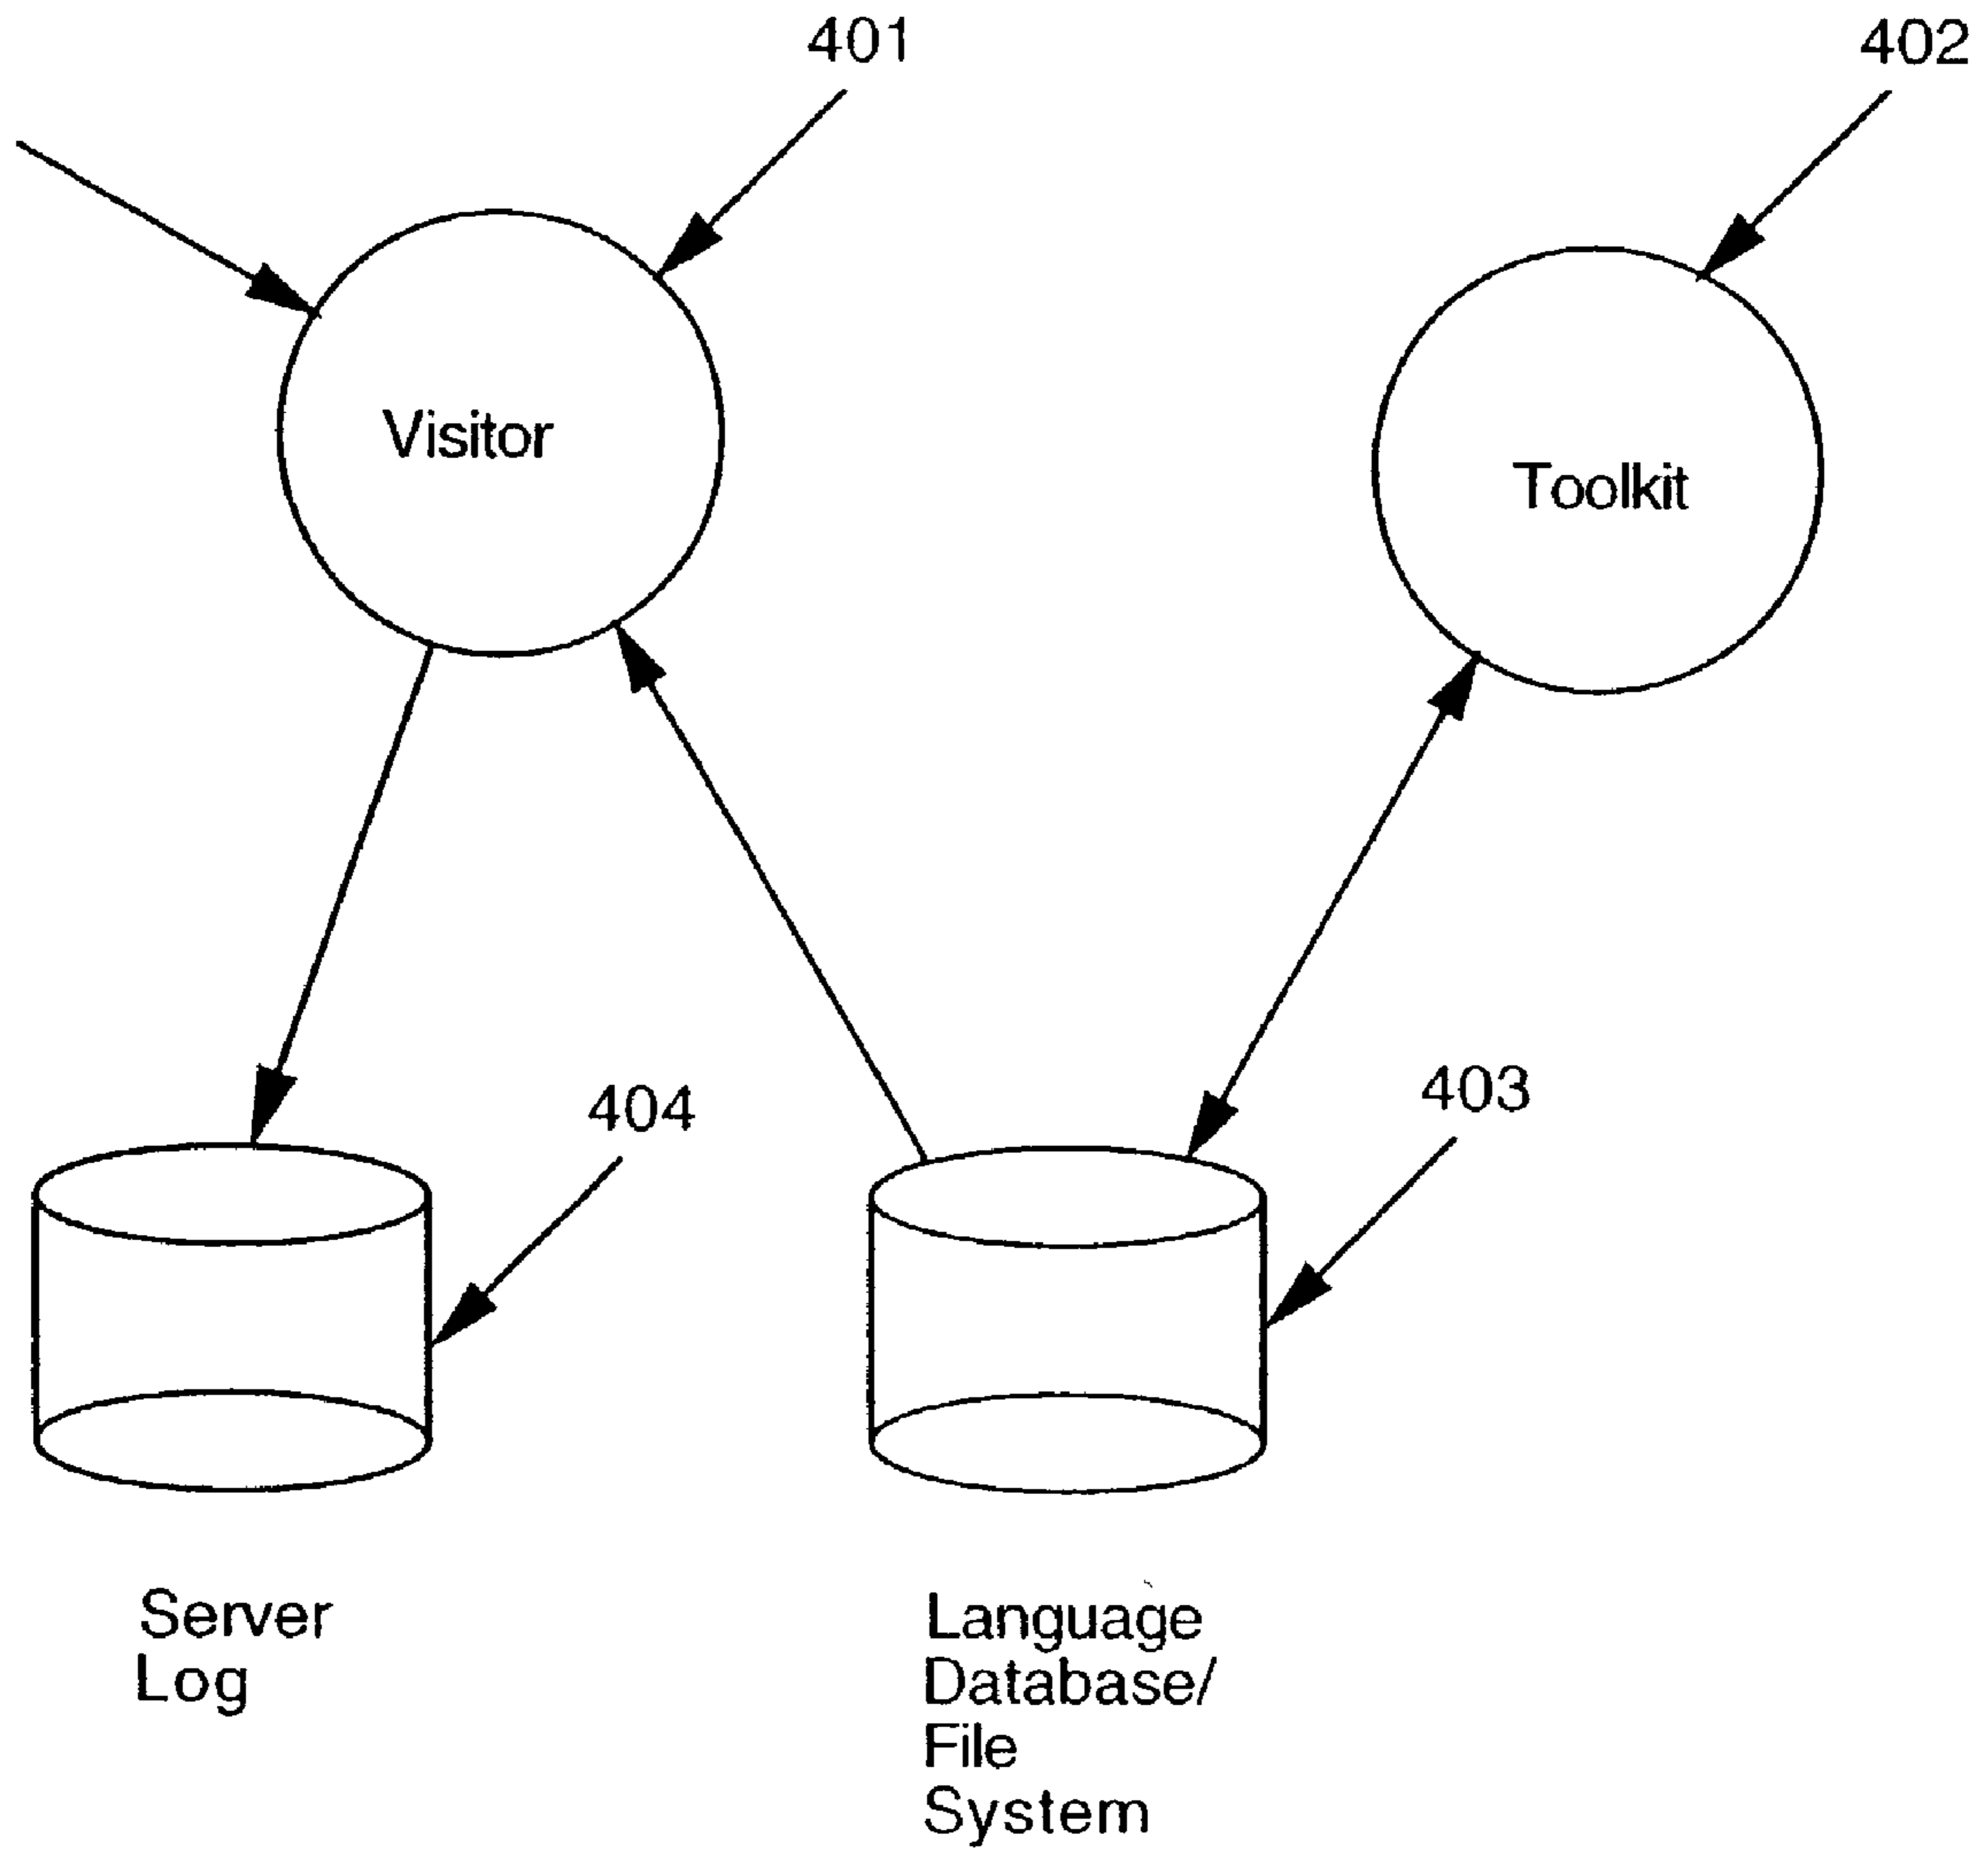 401
402
Visitor
Toolkit
404
403
Server
Log
Language
Database/
File
System